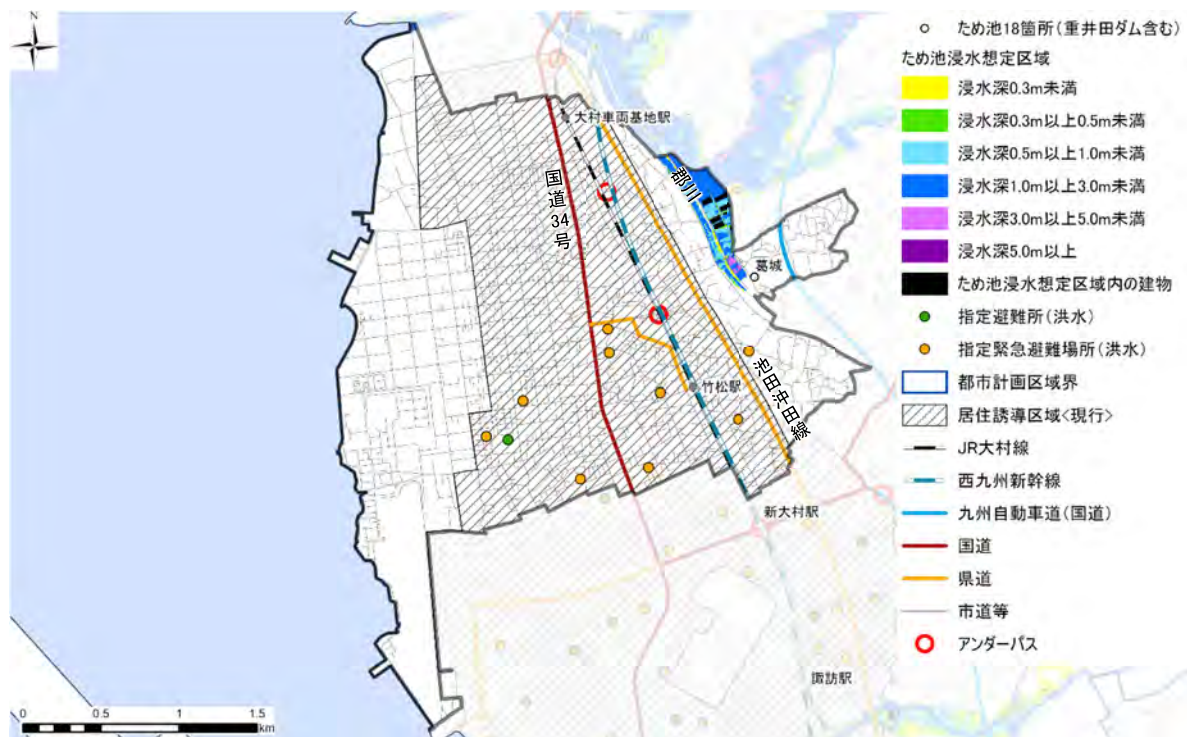 N
大村車両基地駅
国道34号
郡川
葛城
竹松駅
池田沖田線
新大村駅
諏訪駅
0 0.5 1 1.5
km
ため池18箇所(重井田ダム含む)
ため池浸水想定区域
浸水深0.3m未満
浸水深0.3m以上0.5m未満
浸水深0.5m以上1.0m未満
浸水深1.0m以上3.0m未満
浸水深3.0m以上5.0m未満
浸水深5.0m以上
ため池浸水想定区域内の建物
指定避難所(洪水)
指定緊急避難場所(洪水)
都市計画区域界
居住誘導区域<現行>
JR大村線
西九州新幹線
九州自動車道(国道)
国道
県道
市道等
アンダーパス